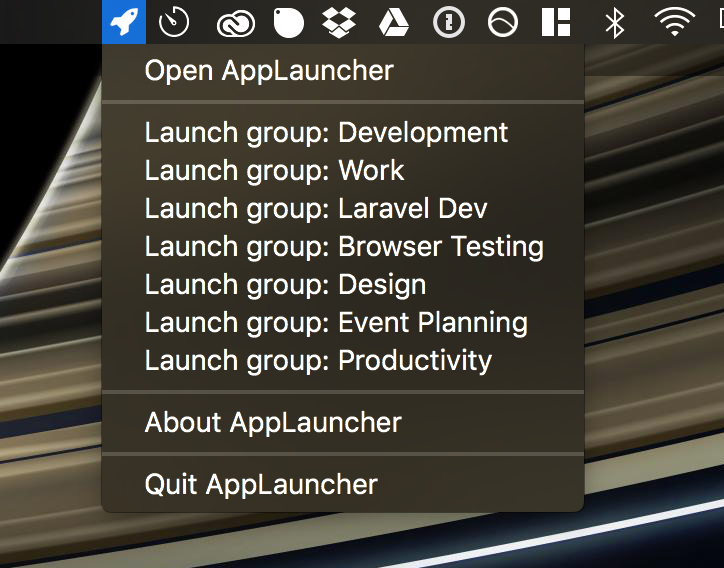 Open AppLauncher
Launch group: Development
Launch group: Work
Launch group: Laravel Dev
Launch group: Browser Testing
Launch group: Design
Launch group: Event Planning
Launch group: Productivity
About AppLauncher
Quit AppLauncher